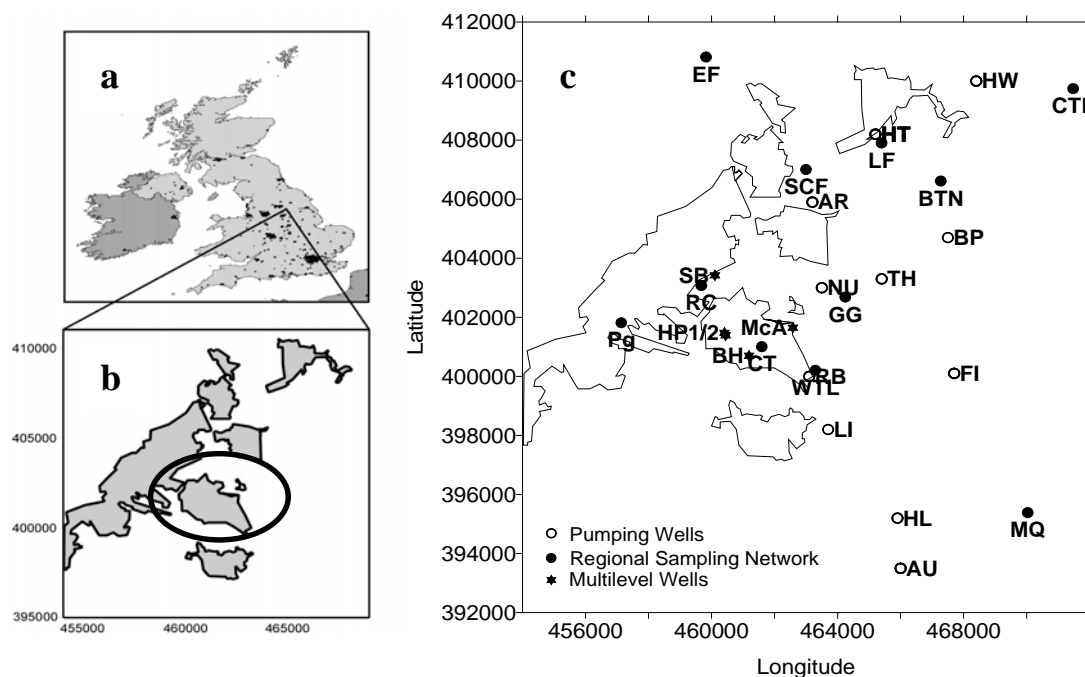 a
b
410000
405000
400000
395000
455000
460000
465000
c
412000
410000
408000
406000
404000
402000
400000
398000
396000
394000
392000
Latitude
456000
460000
464000
468000
Longitude
EF
HW
CTF
HT
LF
SCF
AR
BTN
BP
SB
RC
NU
TH
GG
Pg
HP1/2
McA
BH
CT
RB
WTL
FI
LI
HL
MQ
AU
Pumping Wells
Regional Sampling Network
Multilevel Wells